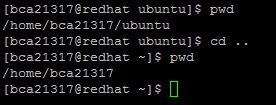 [bca21317@redhat ubuntu]$ pwd
/home/bca21317/ubuntu
[bca21317@redhat ubuntu]$ cd ..
[bca21317@redhat ~]$ pwd
/home/bca21317
[bca21317@redhat ~]$